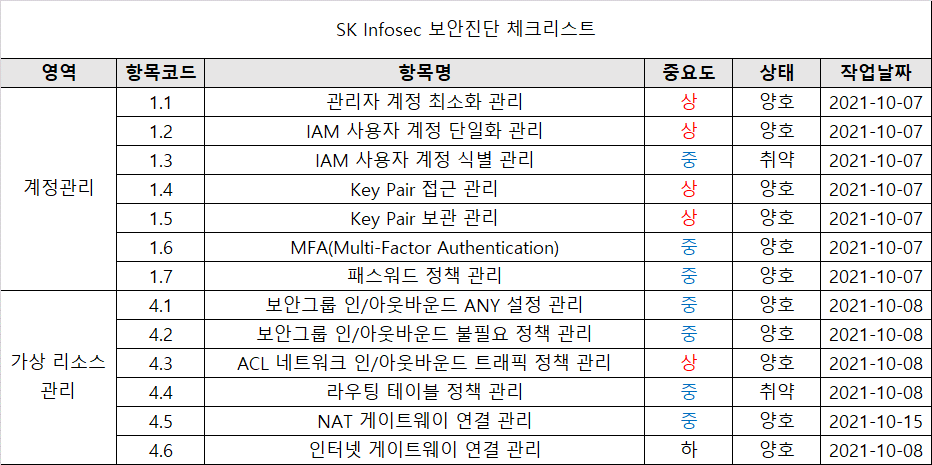 SK Infosec 보안진단 체크리스트
영역 항목코드 항목명 중요도 상태 작업날짜
계정관리
1.1 관리자 계정 최소화 관리 상 양호 2021-10-07
1.2 IAM 사용자 계정 단일화 관리 상 양호 2021-10-07
1.3 IAM 사용자 계정 식별 관리 중 취약 2021-10-07
1.4 Key Pair 접근 관리 상 양호 2021-10-07
1.5 Key Pair 보관 관리 상 양호 2021-10-07
1.6 MFA(Multi-Factor Authentication) 중 양호 2021-10-07
1.7 패스워드 정책 관리 중 양호 2021-10-07
가상 리소스
관리
4.1 보안그룹 인/아웃바운드 ANY 설정 관리 중 양호 2021-10-08
4.2 보안그룹 인/아웃바운드 불필요 정책 관리 중 양호 2021-10-08
4.3 ACL 네트워크 인/아웃바운드 트래픽 정책 관리 상 양호 2021-10-08
4.4 라우팅 테이블 정책 관리 중 취약 2021-10-08
4.5 NAT 게이트웨이 연결 관리 중 양호 2021-10-15
4.6 인터넷 게이트웨이 연결 관리 하 양호 2021-10-08